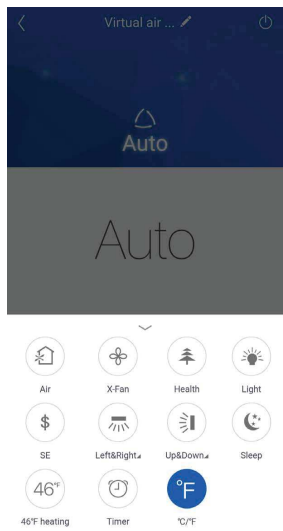 Virtual air ...
Auto
Auto
Air X-Fan Health Light
$
SE Left&Right Up&Down Sleep
46°F °F
46°F heating Timer °C/°F